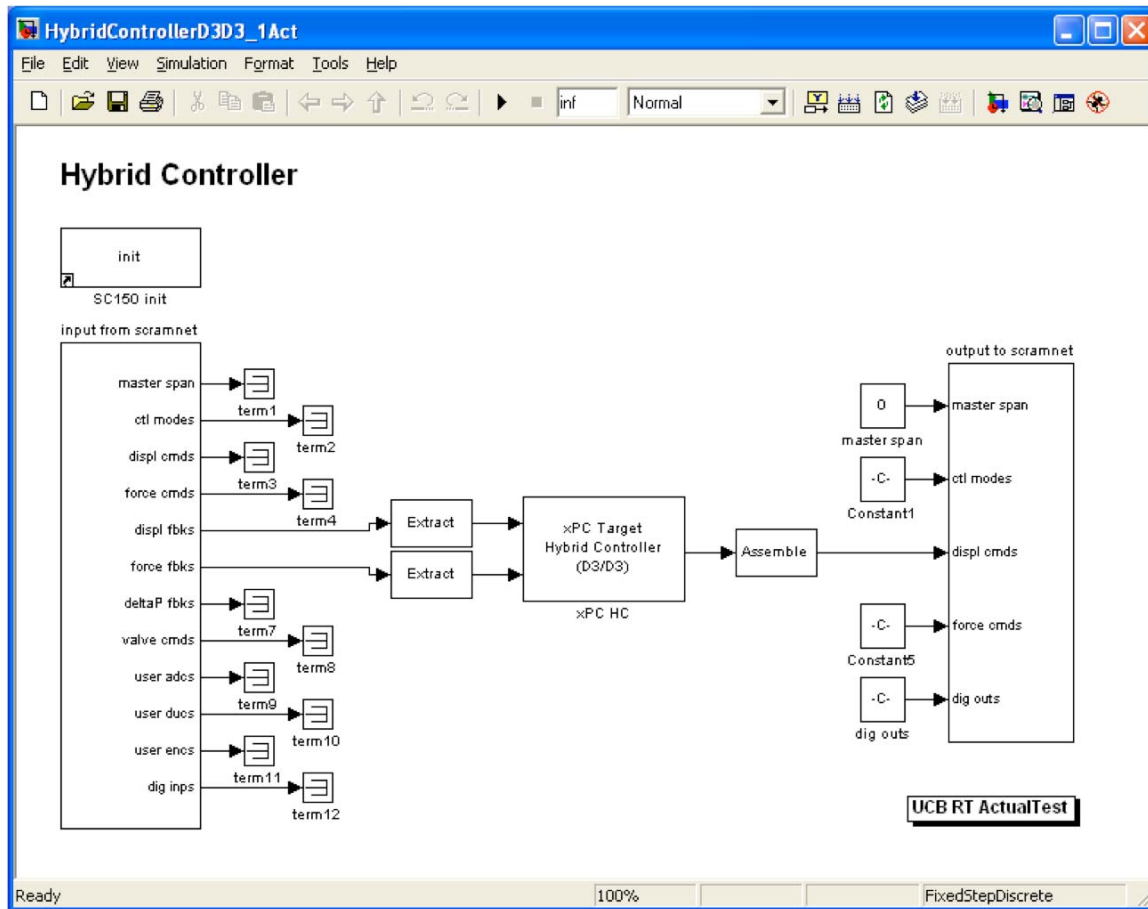 HybridControllerD3D3_1Act
File Edit View Simulation Format Tools Help
inf Normal
Hybrid Controller
init
SC150 init
input from scramnet
master span
term1
ctl modes
term2
displ cmds
term3
force cmds
term4
displ fbks
force fbks
deltaP fbks
term7
valve cmds
term8
user adcs
term9
user ducs
term10
user encs
term11
dig inps
term12
Extract
Extract
xPC Target
Hybrid Controller
(D3/D3)
xPC HC
Assemble
output to scramnet
0
master span
master span
-C-
Constant1
ctl modes
displ cmds
-C-
Constant5
force cmds
-C-
dig outs
dig outs
UCB RT ActualTest
Ready 100% FixedStepDiscrete